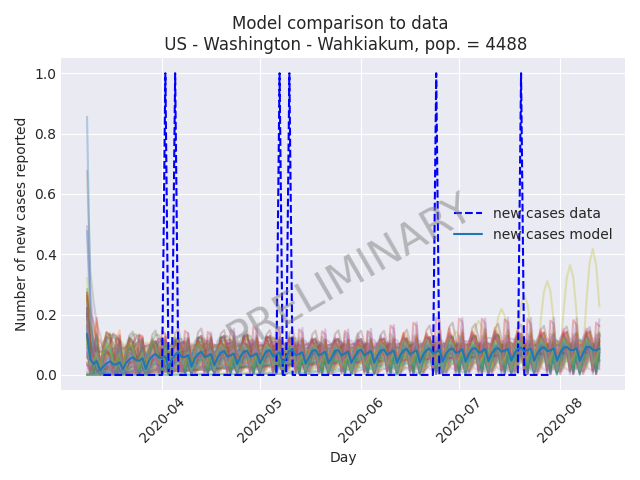 Model comparison to data
US - Washington - Wahkiakum, pop. = 4488
Number of new cases reported
1.0
0.8
0.6
0.4
0.2
0.0
PRELIMINARY
new cases data
new cases model
2020-04
2020-05
2020-06
2020-07
2020-08
Day